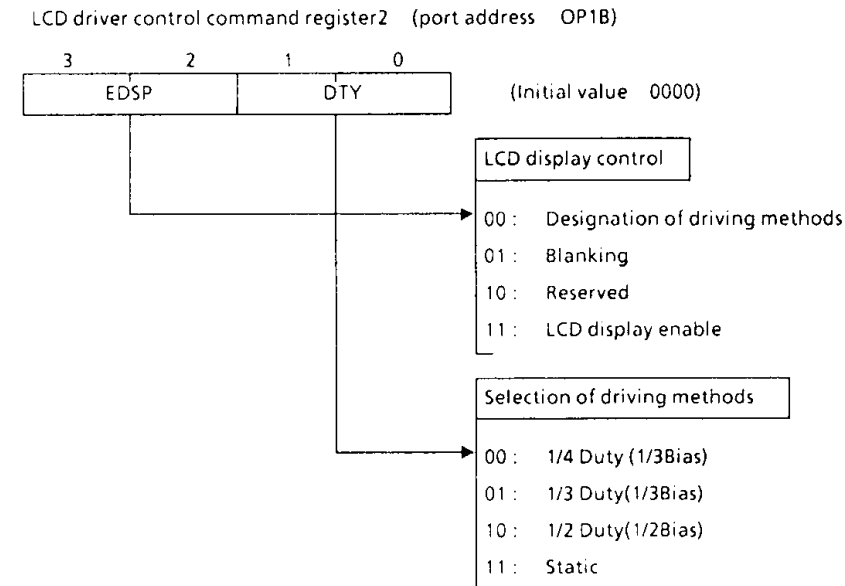 LCD driver control command register2 (port address OP1B)
3 2 1 0
EDSP DTY (Initial value 0000)
LCD display control
00 : Designation of driving methods
01 : Blanking
10 : Reserved
11 : LCD display enable
Selection of driving methods
00 : 1/4 Duty (1/3Bias)
01 : 1/3 Duty(1/3Bias)
10 : 1/2 Duty(1/2Bias)
11 : Static